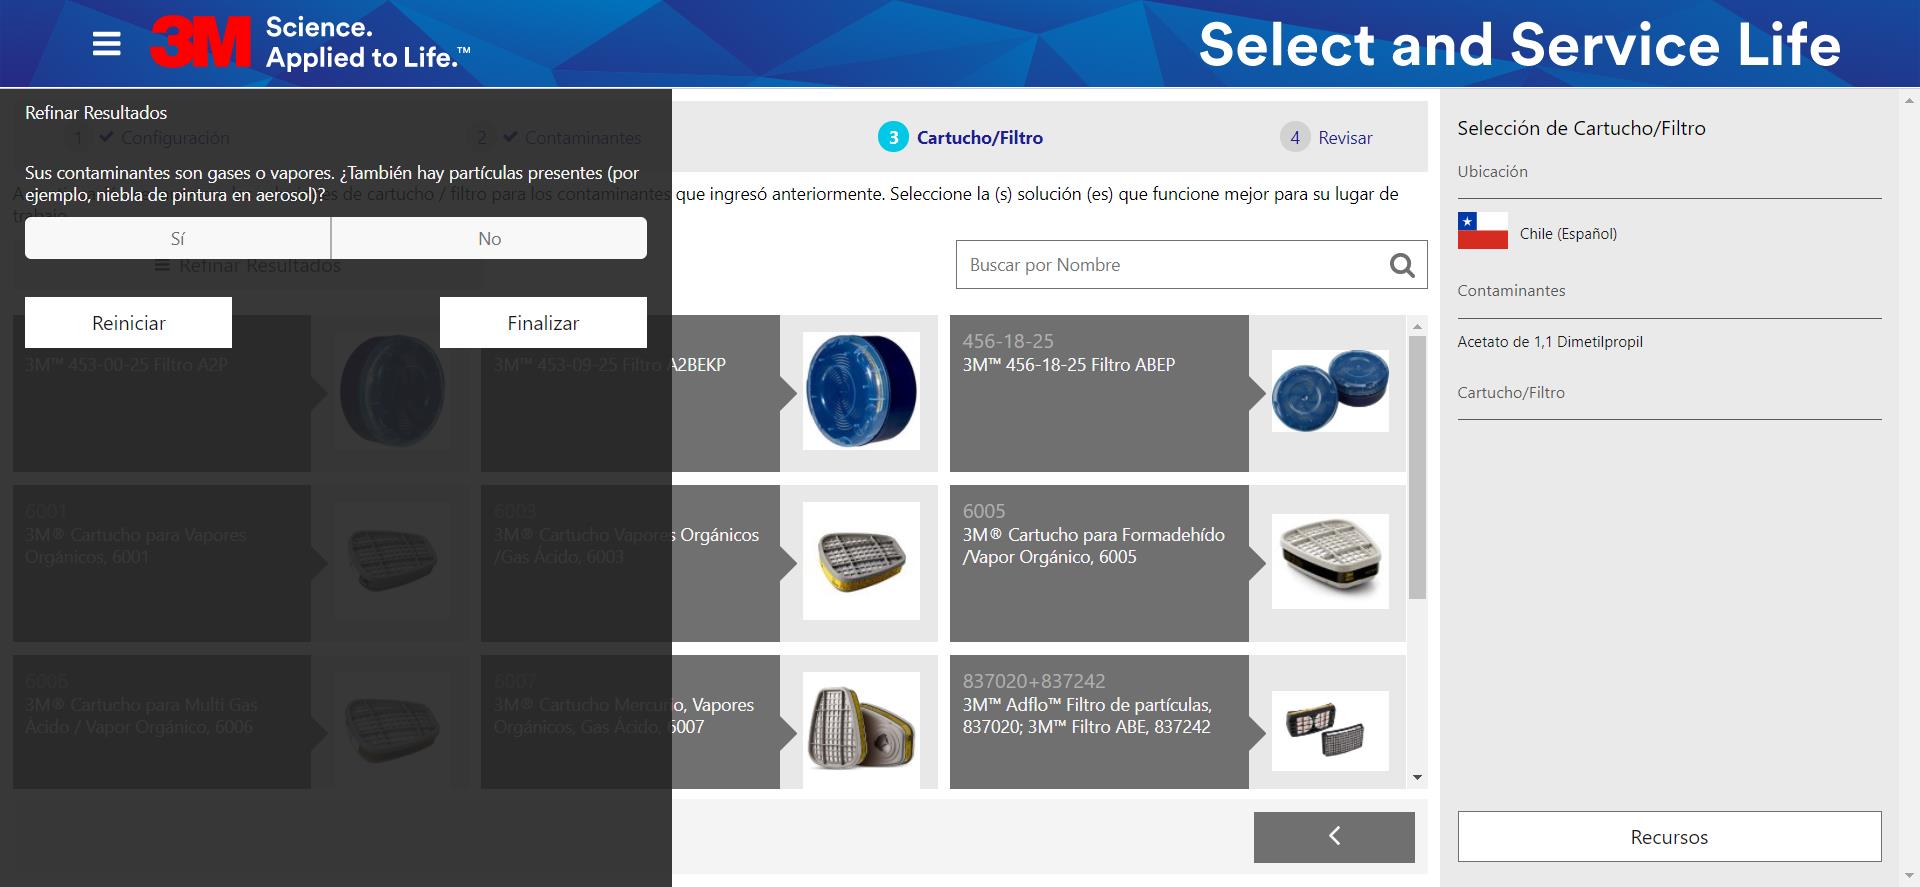 3M Science.
Applied to Life.™
Select and Service Life
Refinar Resultados
1 Configuración
2 Contaminantes
3 Cartucho/Filtro
4 Revisar
Sus contaminantes son gases o vapores. ¿También hay partículas presentes (por
ejemplo, niebla de pintura en aerosol)?
de cartucho / filtro para los contaminantes que ingresó anteriormente. Seleccione la (s) solución (es) que funcione mejor para su lugar de
trabajo
Sí
No
Refinar Resultados
Buscar por Nombre
Reiniciar
Finalizar
3M™ 453-00-25 Filtro A2P
3M™ 453-09-25 Filtro A2BEKP
456-18-25
3M™ 456-18-25 Filtro ABEP
6001
3M® Cartucho para Vapores
Orgánicos, 6001
6003
3M® Cartucho Vapores Orgánicos
/Gas Ácido, 6003
6005
3M® Cartucho para Formadehído
/Vapor Orgánico, 6005
6006
3M® Cartucho para Multi Gas
Ácido / Vapor Orgánico, 6006
6007
3M® Cartucho Mercurio, Vapores
Orgánicos, Gas Ácido, 6007
837020+837242
3M™ Adflo™ Filtro de partículas,
837020; 3M™ Filtro ABE, 837242
Selección de Cartucho/Filtro
Ubicación
Chile (Español)
Contaminantes
Acetato de 1,1 Dimetilpropil
Cartucho/Filtro
Recursos